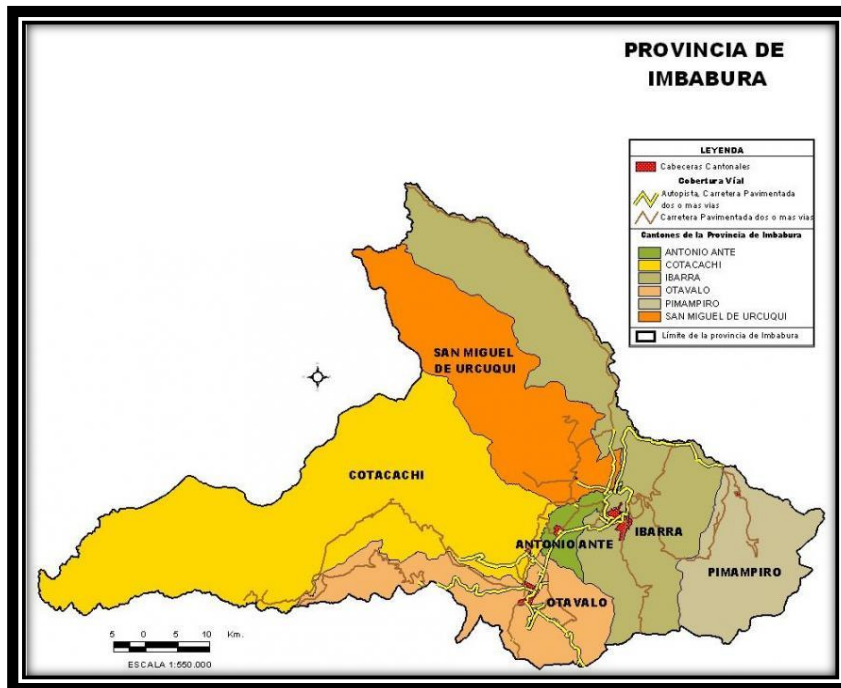 PROVINCIA DE
IMBABURA
LEYENDA
Cabeceras Cantonales
Cobertura Víal
Autopista, Carretera Pavimentada
dos o mas vias
Carretera Pavimentada dos o mas vias
Cantones de la Provincia de Imbabura
ANTONIO ANTE
COTACACHI
IBARRA
OTAVALO
PIMAMPIRO
SAN MIGUEL DE URCUQUI
Límite de la provincia de Imbabura
SAN MIGUEL
DE URCUQUI
COTACACHI
ANTONIO ANTE
IBARRA
PIMAMPIRO
OTAVALO
5 0 5 10 Km.
ESCALA 1:550.000